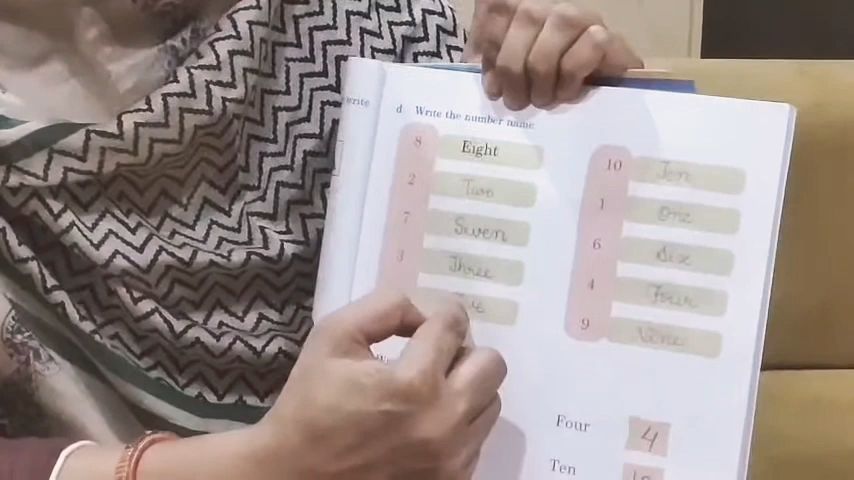 write
d Write the number name.
8 Eight
2 Two
7 Seven
3 Three
10 Ten
1 One
6 Six
4 Four
9 Nine
Four 4
Ten